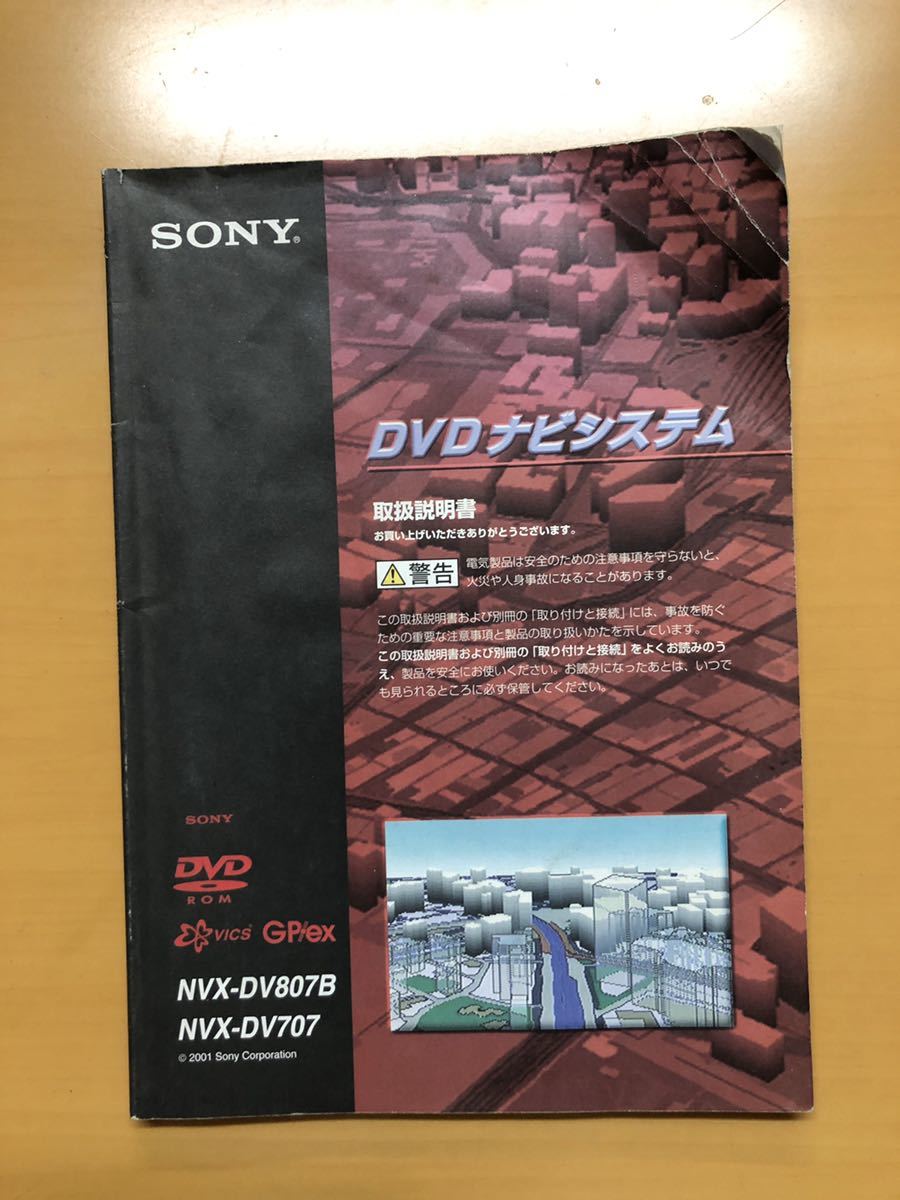 SONY®
DVDナビシステム
取扱説明書
お買い上げいただきありがとうございます。
警告
電気製品は安全のための注意事項を守らないと、
火災や人身事故になることがあります。
この取扱説明書および別冊の「取り付けと接続」には、事故を防ぐ
ための重要な注意事項と製品の取り扱いかたを示しています。
この取扱説明書および別冊の「取り付けと接続」をよくお読みのう
え、製品を安全にお使いください。お読みになったあとは、いつで
も見られるところに必ず保管してください。
SONY
DVD
ROM
VICS GPex
NVX-DV807B
NVX-DV707
© 2001 Sony Corporation